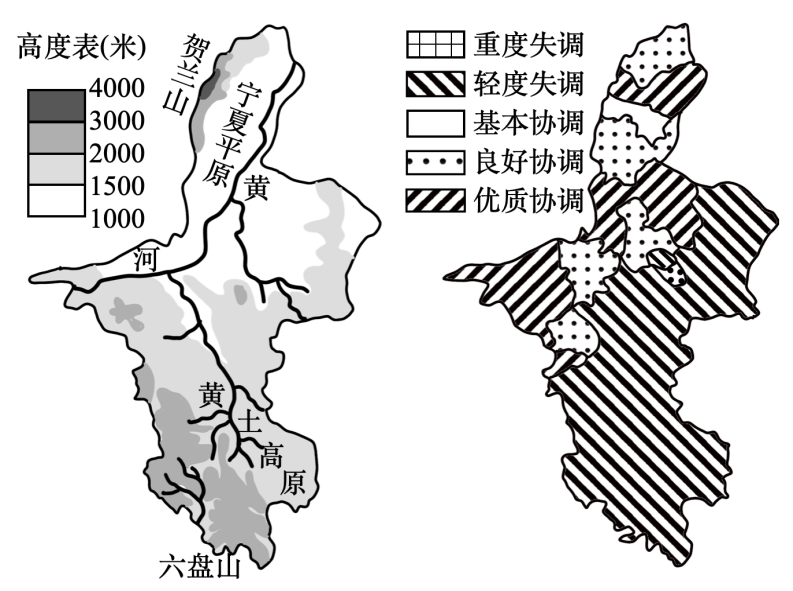 高度表(米)
4000
3000
2000
1500
1000
贺兰山
宁夏平原
黄
河
黄
土
高
原
六盘山
重度失调
轻度失调
基本协调
良好协调
优质协调